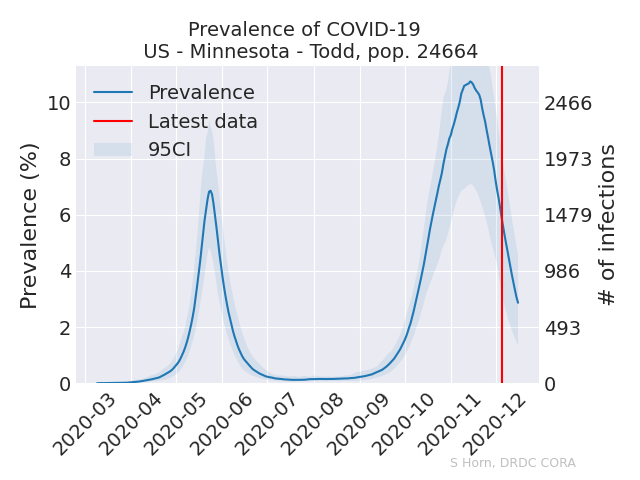 Prevalence of COVID-19
US - Minnesota - Todd, pop. 24664
Prevalence (%)
10
8
6
4
2
0
Prevalence
Latest data
95CI
2466
1973
1479
986
493
0
# of infections
2020-03
2020-04
2020-05
2020-06
2020-07
2020-08
2020-09
2020-10
2020-11
2020-12
S Horn, DRDC CORA